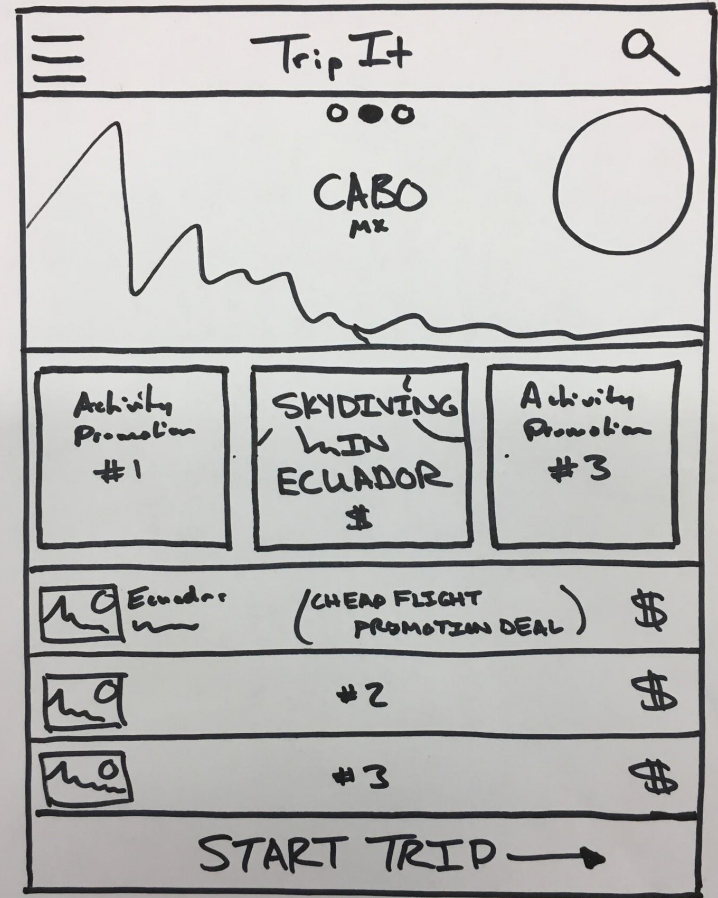 Trip It
CABO
MX
Activity
Promotion
#1
SKYDIVING
IN
ECUADOR
$
Activity
Promotion
#3
Ecuador
(CHEAP FLIGHT
PROMOTION DEAL)
$
#2
$
#3
$
START TRIP →